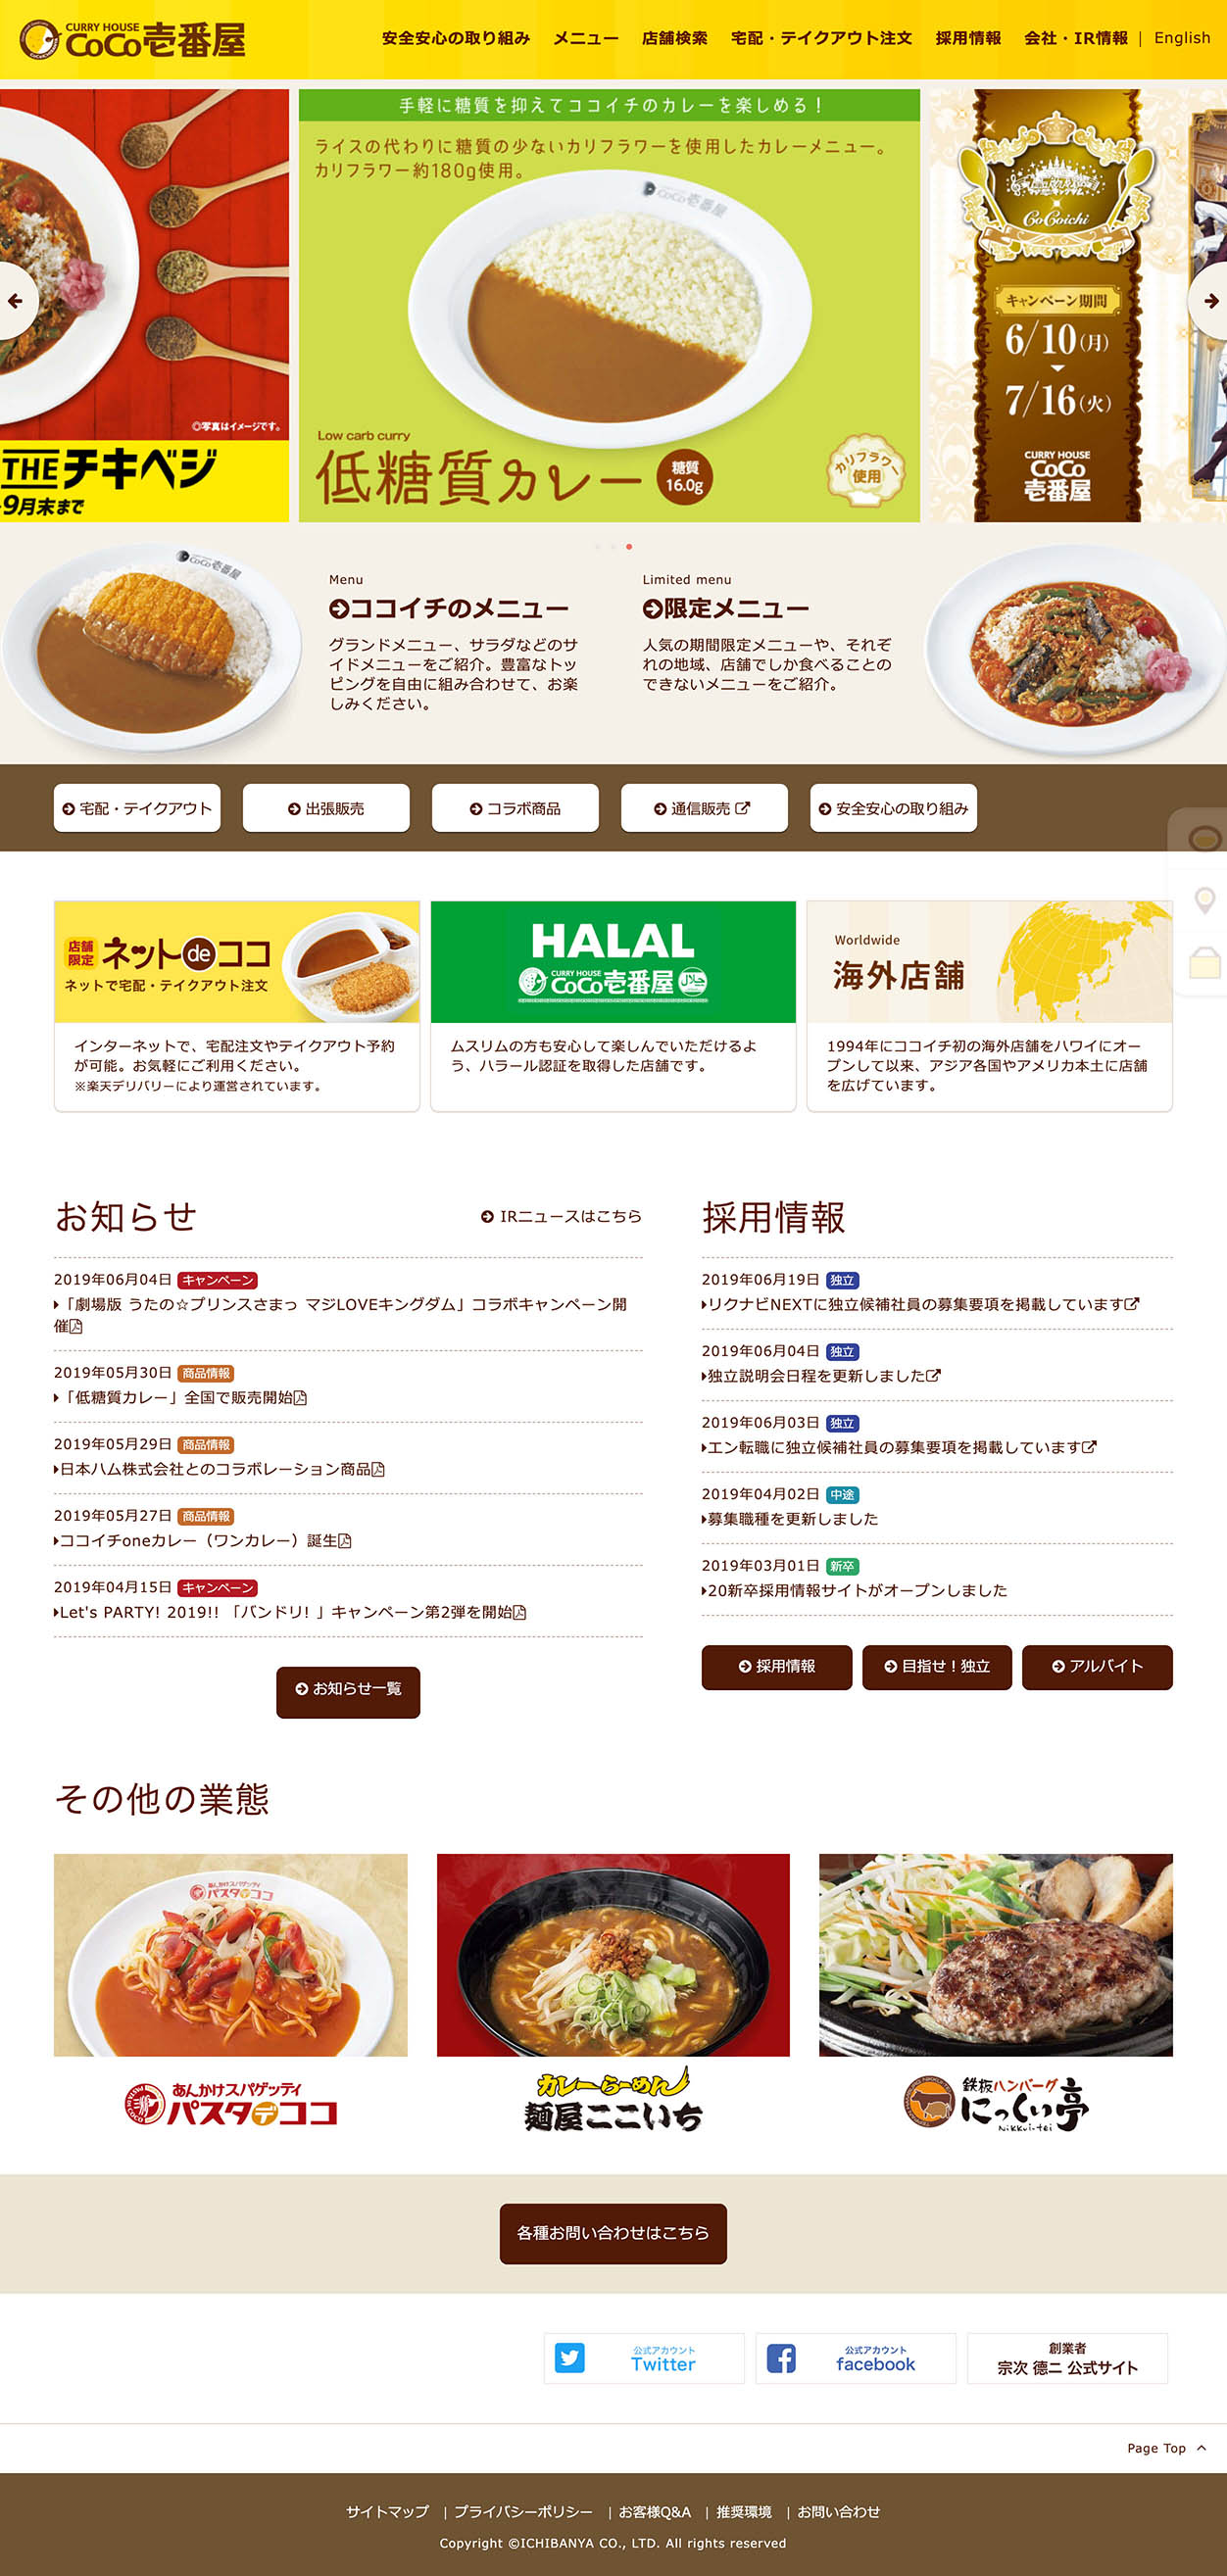 CURRY HOUSE
CoCo壱番屋
安全安心の取り組み メニュー 店舗検索 宅配・テイクアウト注文 採用情報 会社・IR情報 | English
◎写真はイメージです。
THEチキベジ
9月末まで
手軽に糖質を抑えてココイチのカレーを楽しめる！
ライスの代わりに糖質の少ないカリフラワーを使用したカレーメニュー。
カリフラワー約180g使用。
CoCo壱番屋
Low carb curry
低糖質カレー
糖質
16.0g
カリフラワー
使用
CoCoichi
キャンペーン期間
6/10(月)
7/16(火)
CURRY HOUSE
CoCo
壱番屋
CoCo壱番屋
Menu
ココイチのメニュー
グランドメニュー、サラダなどのサ
イドメニューをご紹介。豊富なトッ
ピングを自由に組み合わせて、お楽
しみください。
Limited menu
限定メニュー
人気の期間限定メニューや、それぞ
れの地域、店舗でしか食べることの
できないメニューをご紹介。
宅配・テイクアウト
出張販売
コラボ商品
通信販売
安全安心の取り組み
店舗
限定
ネットdeココ
ネットで宅配・テイクアウト注文
インターネットで、宅配注文やテイクアウト予約
が可能。お気軽にご利用ください。
※楽天デリバリーにより運営されています。
HALAL
CURRY HOUSE
CoCo壱番屋
حلال
ムスリムの方も安心して楽しんでいただけるよ
う、ハラール認証を取得した店舗です。
Worldwide
海外店舗
1994年にココイチ初の海外店舗をハワイにオー
プンして以来、アジア各国やアメリカ本土に店舗
を広げています。
お知らせ
IRニュースはこちら
2019年06月04日 キャンペーン
「劇場版 うたの☆プリンスさまっ マジLOVEキングダム」コラボキャンペーン開
催
2019年05月30日 商品情報
「低糖質カレー」全国で販売開始
2019年05月29日 商品情報
日本ハム株式会社とのコラボレーション商品
2019年05月27日 商品情報
ココイチoneカレー（ワンカレー）誕生
2019年04月15日 キャンペーン
Let's PARTY! 2019!! 「バンドリ! 」キャンペーン第2弾を開始
お知らせ一覧
採用情報
2019年06月19日 独立
リクナビNEXTに独立候補社員の募集要項を掲載しています
2019年06月04日 独立
独立説明会日程を更新しました
2019年06月03日 独立
エン転職に独立候補社員の募集要項を掲載しています
2019年04月02日 中途
募集職種を更新しました
2019年03月01日 新卒
20新卒採用情報サイトがオープンしました
採用情報
目指せ！独立
アルバイト
その他の業態
あんかけスパゲッティ
パスタデココ
あんかけスパゲッティ
パスタデココ
カレーらーめん
麺屋ここいち
鉄板ハンバーグ
にっくい亭
Nikkui-tei
各種お問い合わせはこちら
公式アカウント
Twitter
公式アカウント
facebook
創業者
宗次 德二 公式サイト
Page Top
サイトマップ | プライバシーポリシー | お客様Q&A | 推奨環境 | お問い合わせ
Copyright ©ICHIBANYA CO., LTD. All rights reserved